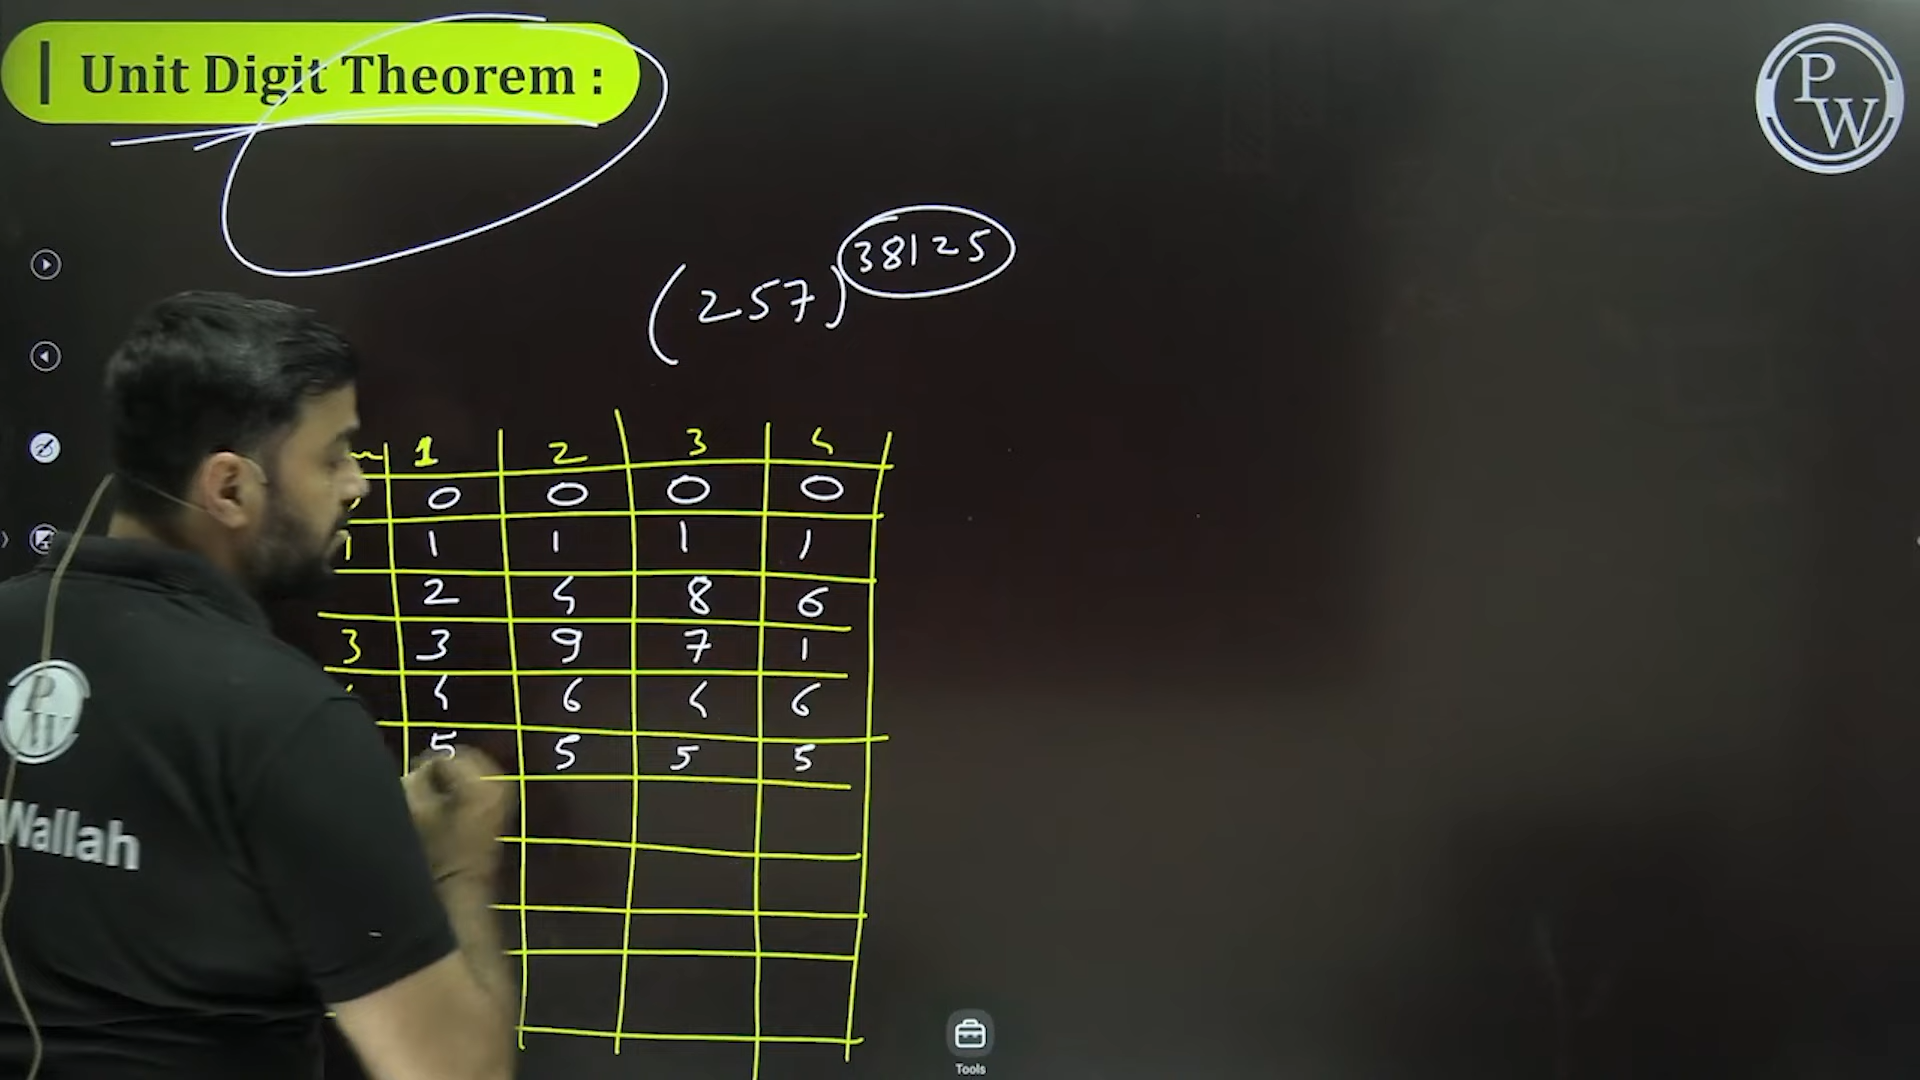 Unit Digit Theorem :
P
W
(257)^38125
1 2 3 4
0 0 0 0
1 1 1 1 1
2 4 8 6
3 3 9 7 1
4 6 4 6
5 5 5 5
P
W
Wallah
Tools